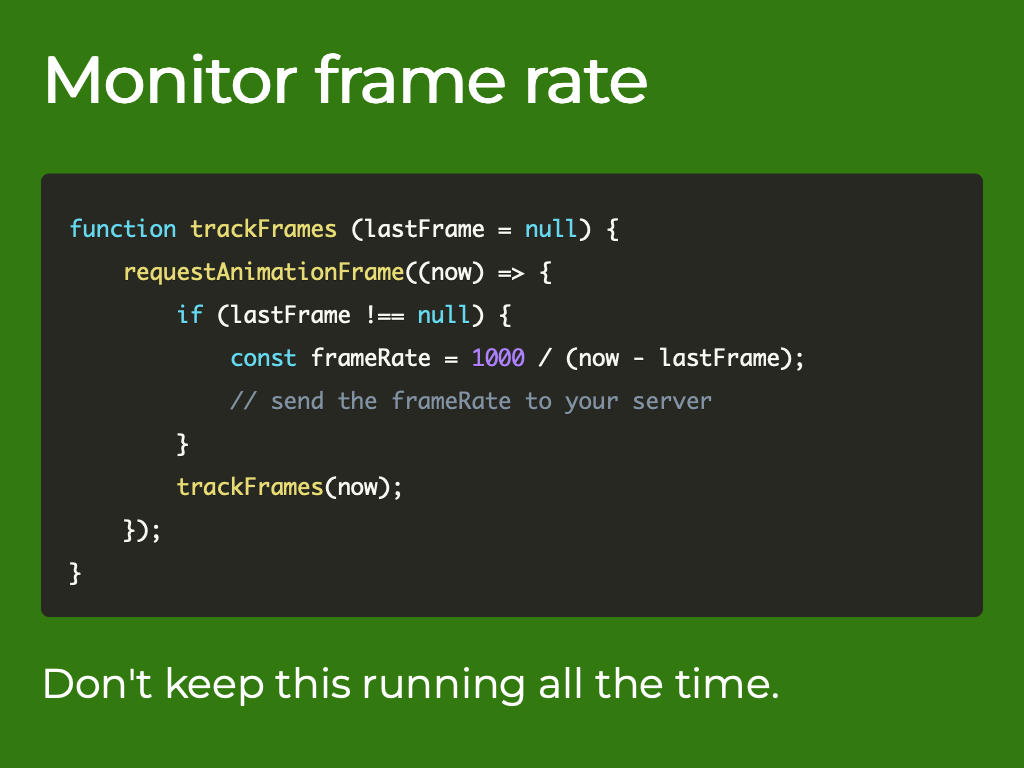 Monitor frame rate
function trackFrames (lastFrame = null) {
    requestAnimationFrame((now) => {
        if (lastFrame !== null) {
            const frameRate = 1000 / (now - lastFrame);
            // send the frameRate to your server
        }
        trackFrames(now);
    });
}
Don't keep this running all the time.